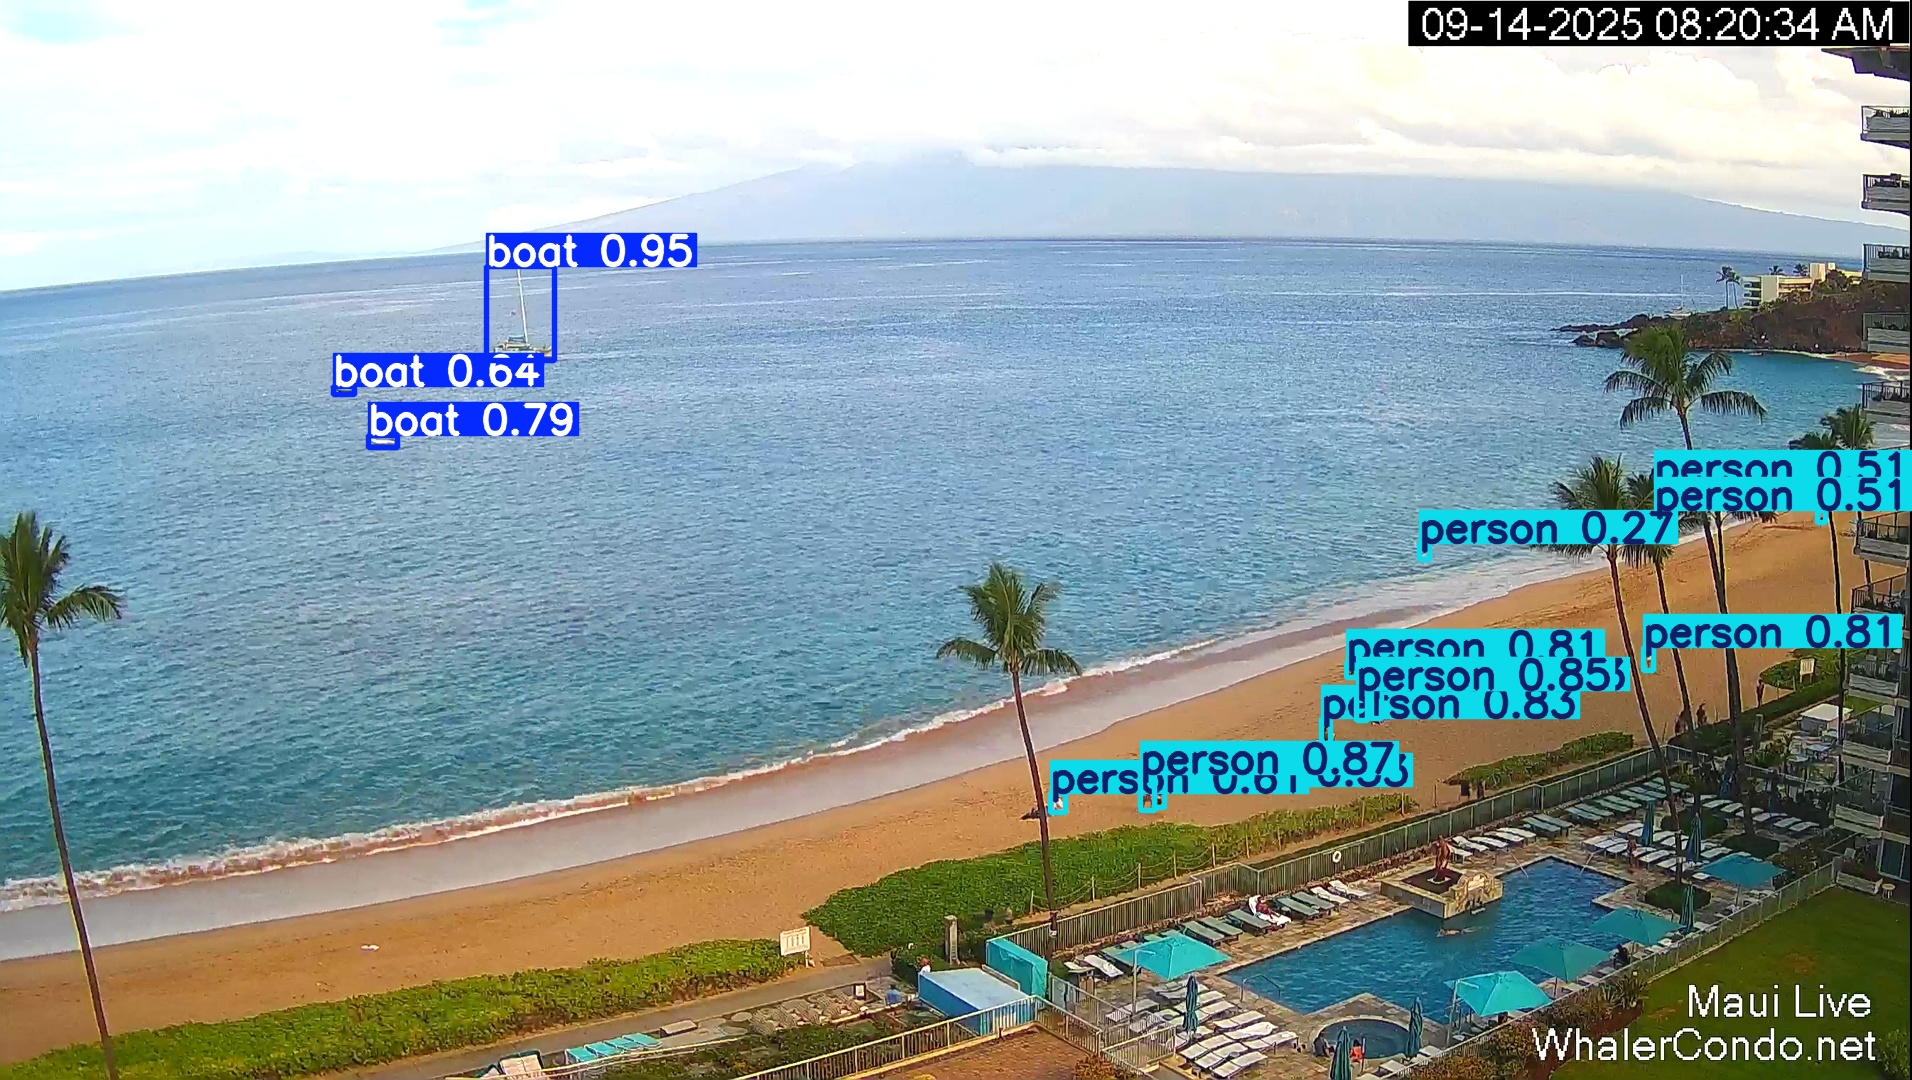 09-14-2025 08:20:34 AM
boat 0.95
boat 0.64
boat 0.79
person 0.51
person 0.51
person 0.27
person 0.81
person 0.81
person 0.85
person 0.83
person 0.87
person
Maui Live
WhalerCondo.net